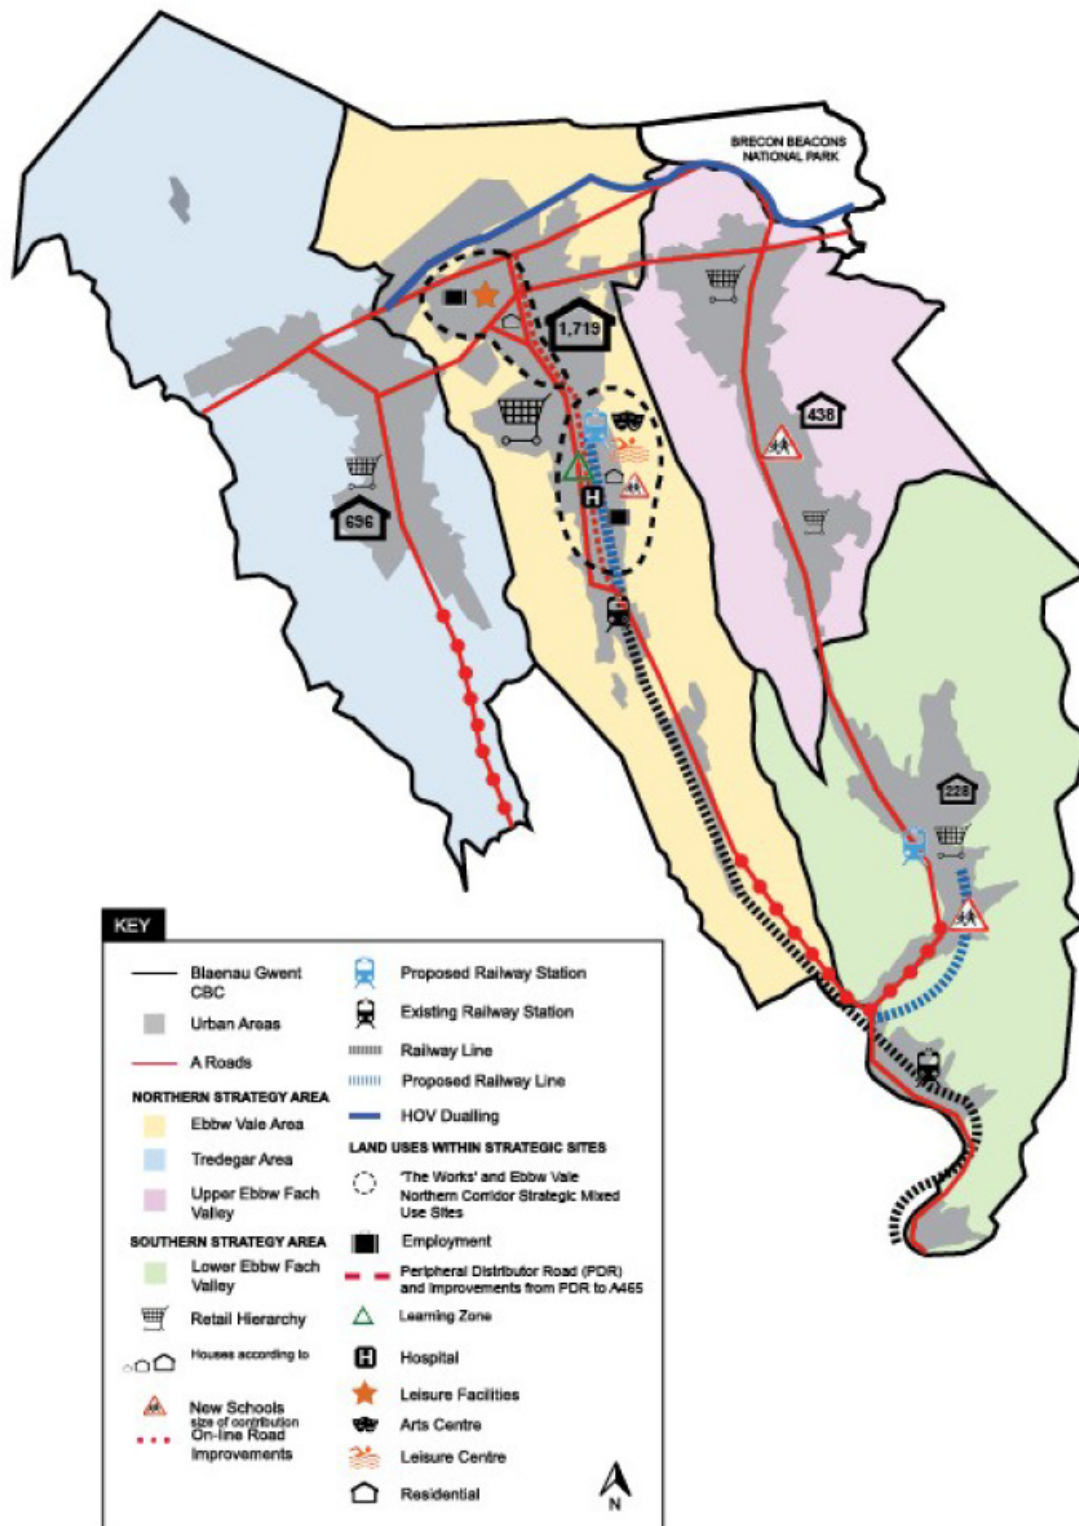 BRECON BEACONS
NATIONAL PARK
1,719
438
696
H
228
KEY
Blaenau Gwent
CBC
Urban Areas
A Roads
NORTHERN STRATEGY AREA
Ebbw Vale Area
Tredegar Area
Upper Ebbw Fach
Valley
SOUTHERN STRATEGY AREA
Lower Ebbw Fach
Valley
Retail Hierarchy
Houses according to
New Schools
size of contribution
On-line Road
Improvements
Proposed Railway Station
Existing Railway Station
Railway Line
Proposed Railway Line
HOV Dualling
LAND USES WITHIN STRATEGIC SITES
'The Works' and Ebbw Vale
Northern Corridor Strategic Mixed
Use Sites
Employment
Peripheral Distributor Road (PDR)
and Improvements from PDR to A465
Learning Zone
H
Hospital
Leisure Facilities
Arts Centre
Leisure Centre
Residential
N